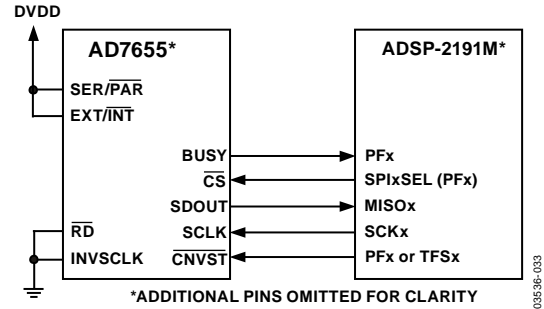 DVDD
AD7655*
ADSP-2191M*
SER/PAR
EXT/INT
BUSY
PFx
CS
SPIxSEL (PFx)
SDOUT
MISOx
RD
SCLK
SCKx
INVSCLK
CNVST
PFx or TFSx
*ADDITIONAL PINS OMITTED FOR CLARITY
03536-033